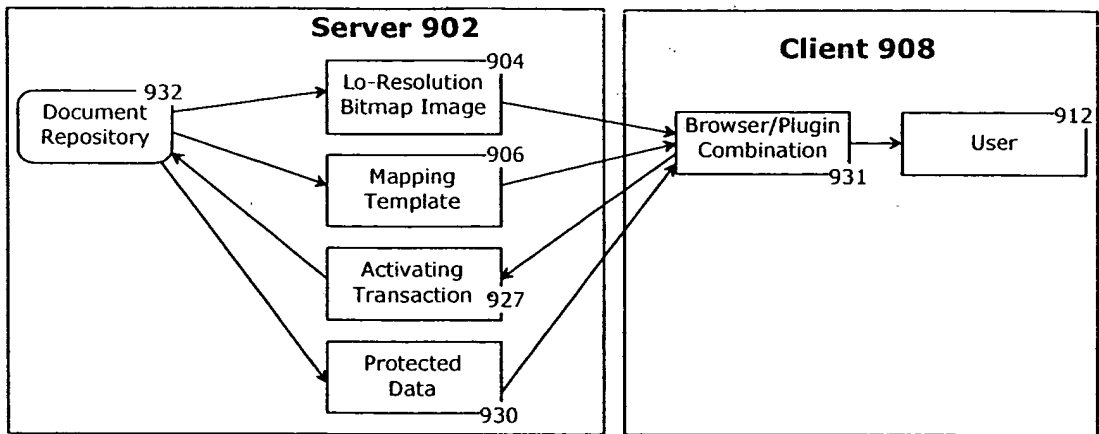 Server 902
Client 908
932
Document
Repository
904
Lo-Resolution
Bitmap Image
906
Mapping
Template
Activating
Transaction
927
Protected
Data
930
Browser/Plugin
Combination
931
912
User